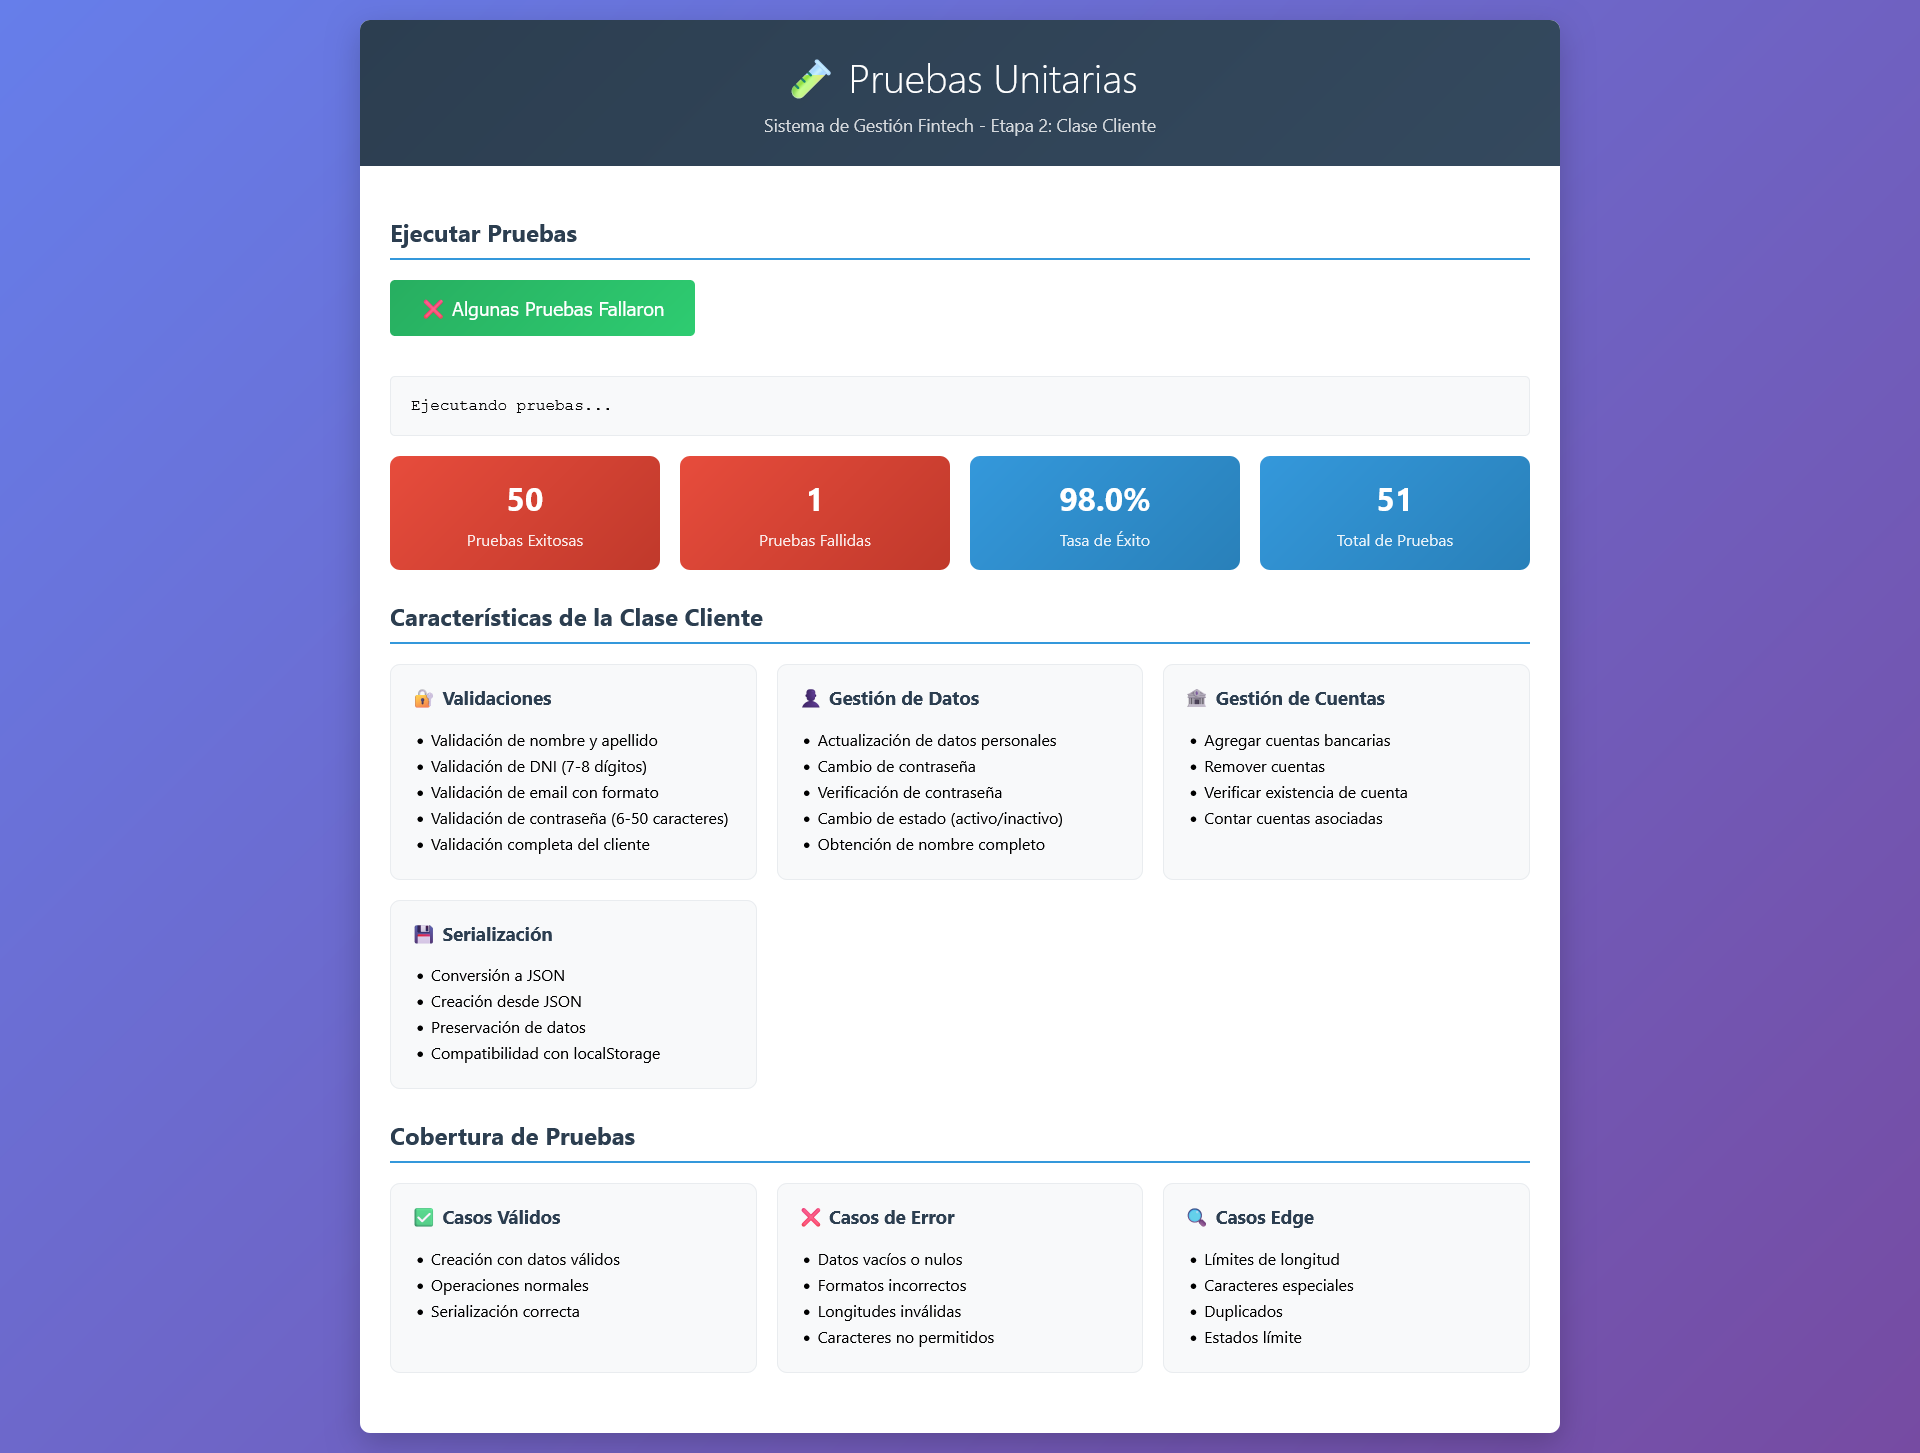 Pruebas Unitarias
Sistema de Gestión Fintech - Etapa 2: Clase Cliente
Ejecutar Pruebas
❌ Algunas Pruebas Fallaron
Ejecutando pruebas...
50
Pruebas Exitosas
1
Pruebas Fallidas
98.0%
Tasa de Éxito
51
Total de Pruebas
Características de la Clase Cliente
Validaciones
• Validación de nombre y apellido
• Validación de DNI (7-8 dígitos)
• Validación de email con formato
• Validación de contraseña (6-50 caracteres)
• Validación completa del cliente
Gestión de Datos
• Actualización de datos personales
• Cambio de contraseña
• Verificación de contraseña
• Cambio de estado (activo/inactivo)
• Obtención de nombre completo
Gestión de Cuentas
• Agregar cuentas bancarias
• Remover cuentas
• Verificar existencia de cuenta
• Contar cuentas asociadas
Serialización
• Conversión a JSON
• Creación desde JSON
• Preservación de datos
• Compatibilidad con localStorage
Cobertura de Pruebas
✅ Casos Válidos
• Creación con datos válidos
• Operaciones normales
• Serialización correcta
❌ Casos de Error
• Datos vacíos o nulos
• Formatos incorrectos
• Longitudes inválidas
• Caracteres no permitidos
Casos Edge
• Límites de longitud
• Caracteres especiales
• Duplicados
• Estados límite